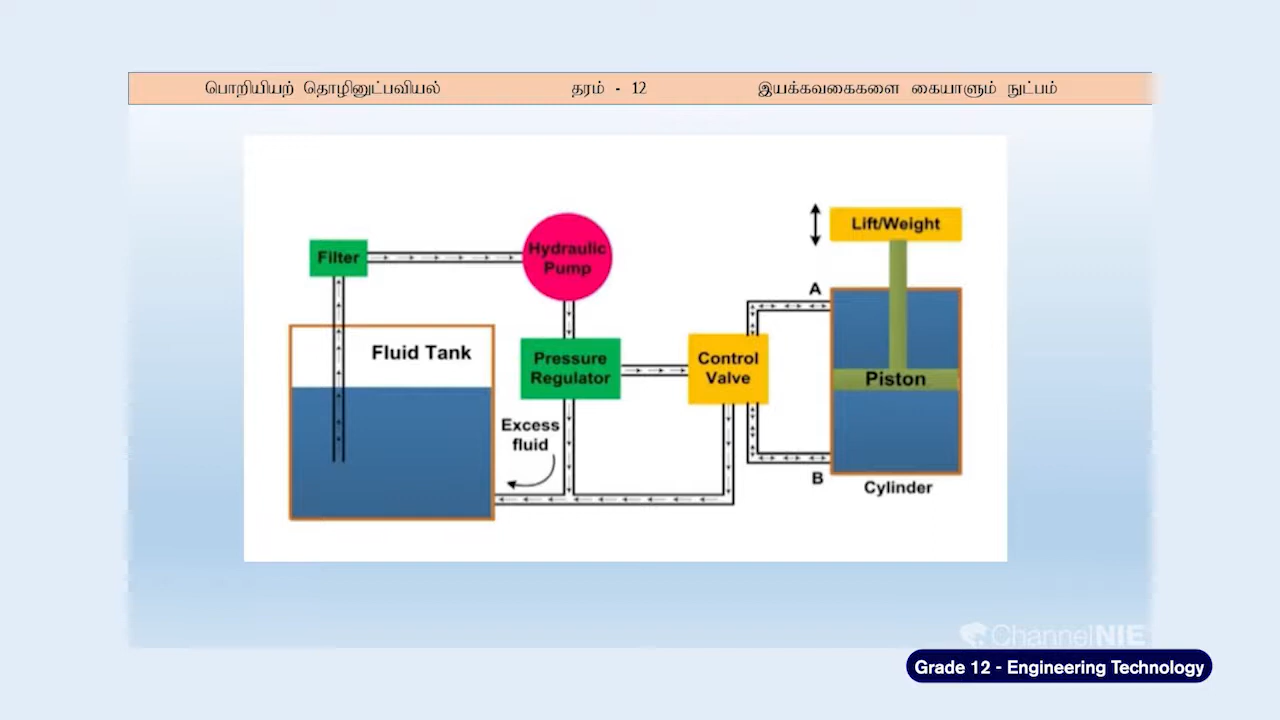 பொறியியற் தொழினுட்பவியல் தரம் - 12 இயக்கவகைகளை கையாளும் நுட்பம்
Lift/Weight
Filter
Hydraulic
Pump
A
Fluid Tank
Pressure
Regulator
Control
Valve
Piston
Excess
fluid
B
Cylinder
ChannelNIE
Grade 12 - Engineering Technology